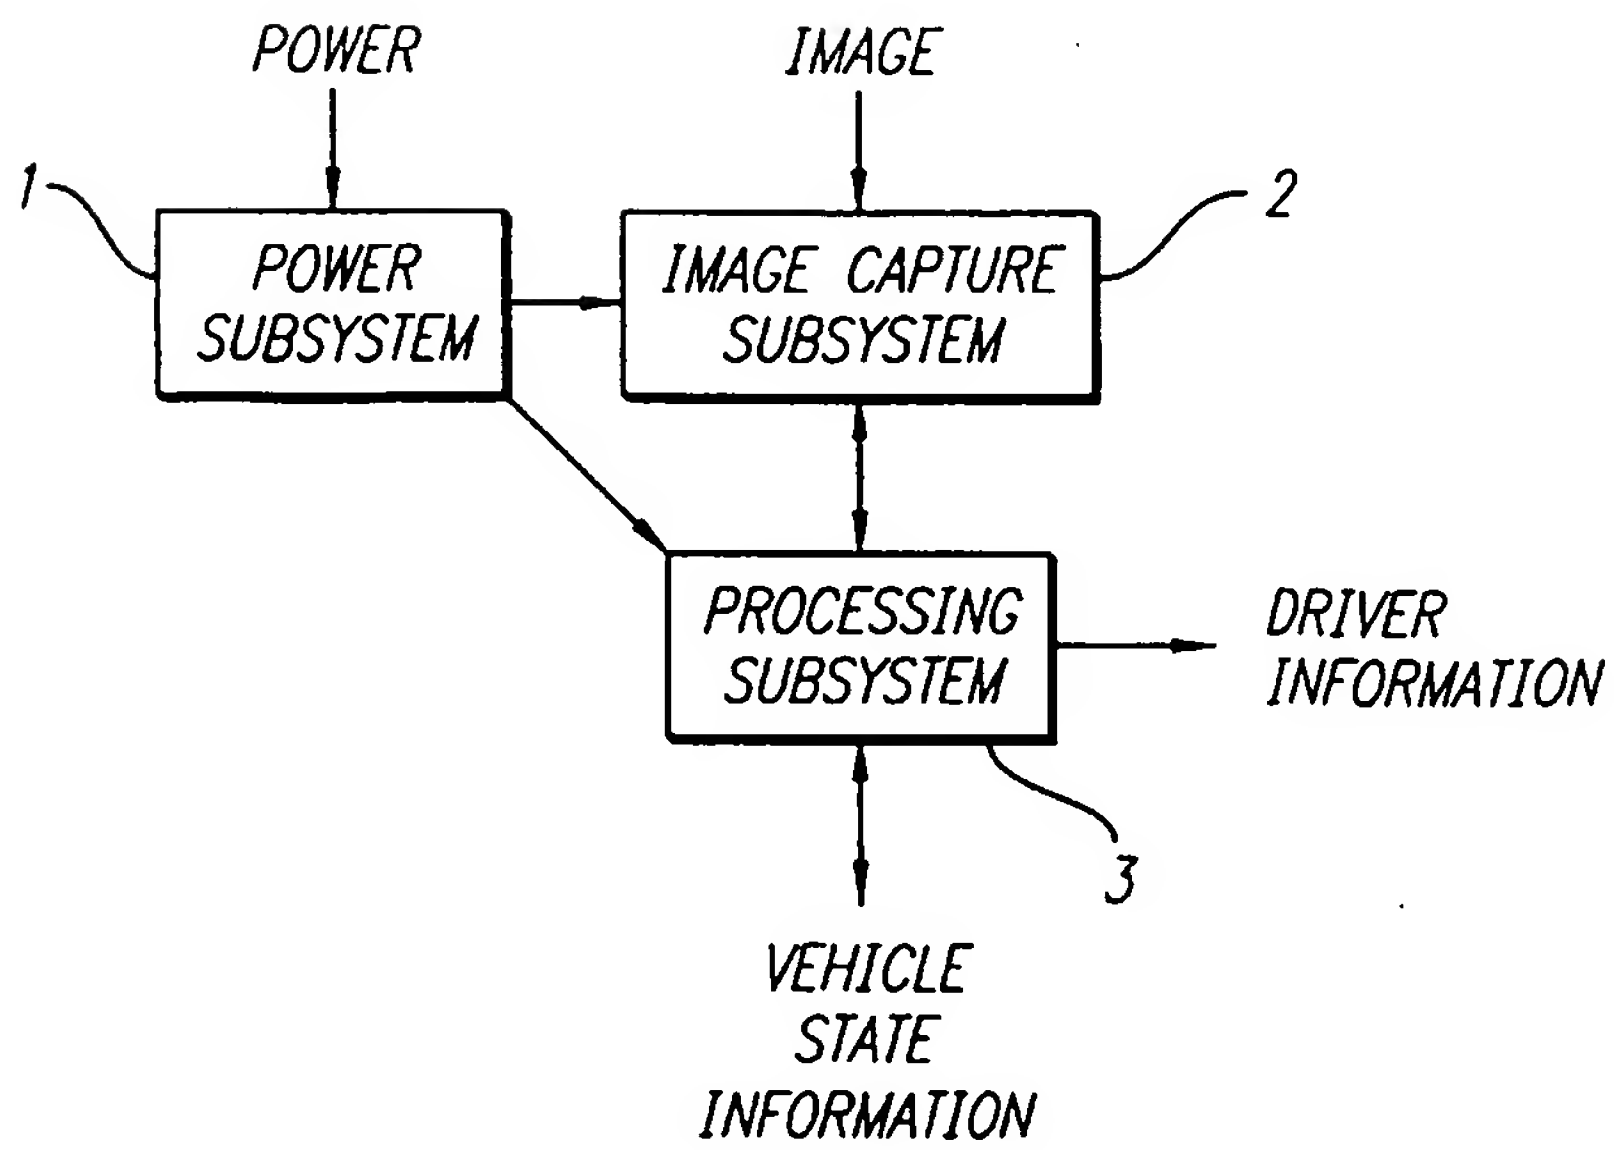 POWER
IMAGE
1
2
POWER
SUBSYSTEM
IMAGE CAPTURE
SUBSYSTEM
PROCESSING
SUBSYSTEM
DRIVER
INFORMATION
3
VEHICLE
STATE
INFORMATION